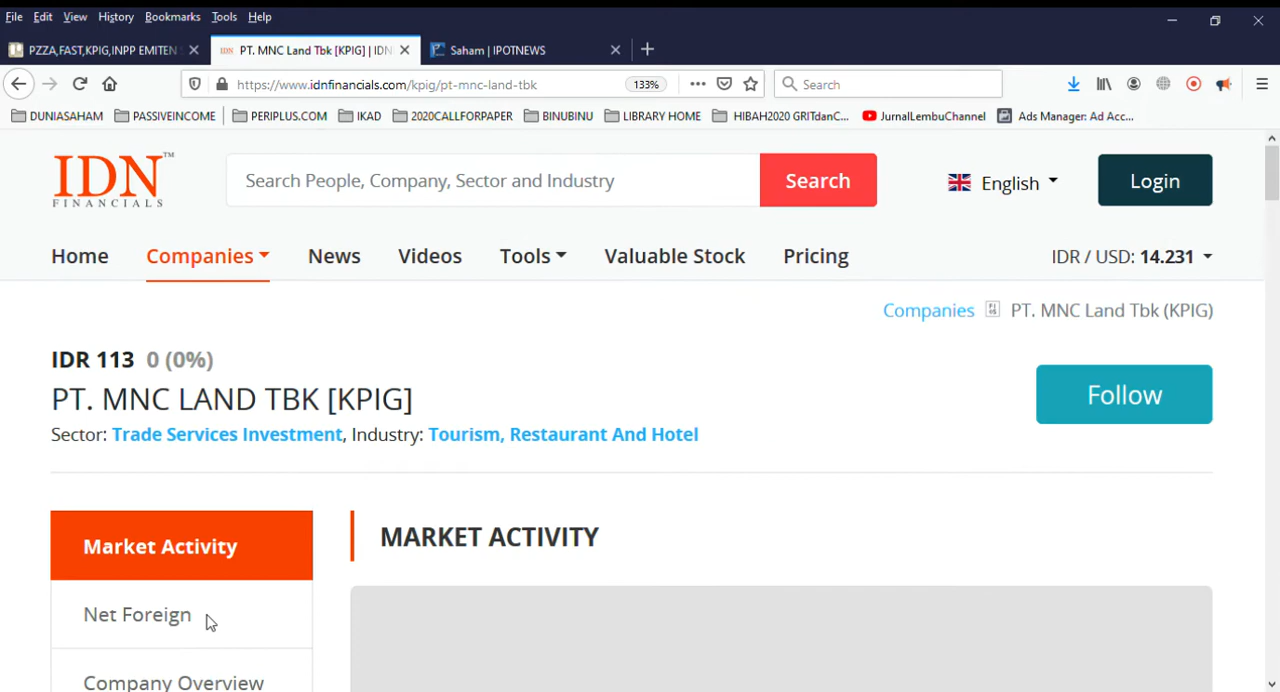 File Edit View History Bookmarks Tools Help
PZZA,FAST,KPIG,INPP EMITEN
IDN PT. MNC Land Tbk [KPIG] | IDN
Saham | IPOTNEWS
https://www.idnfinancials.com/kpig/pt-mnc-land-tbk 133% Search
DUNIASAHAM PASSIVEINCOME PERIPLUS.COM IKAD 2020CALLFORPAPER BINUBINU LIBRARY HOME HIBAH2020 GRITdanC... JurnalLembuChannel Ads Manager: Ad Acc...
IDN TM
FINANCIALS
Search People, Company, Sector and Industry Search English Login
Home Companies News Videos Tools Valuable Stock Pricing IDR / USD: 14.231
Companies PT. MNC Land Tbk (KPIG)
IDR 113 0 (0%)
PT. MNC LAND TBK [KPIG]
Follow
Sector: Trade Services Investment, Industry: Tourism, Restaurant And Hotel
Market Activity
MARKET ACTIVITY
Net Foreign
Company Overview